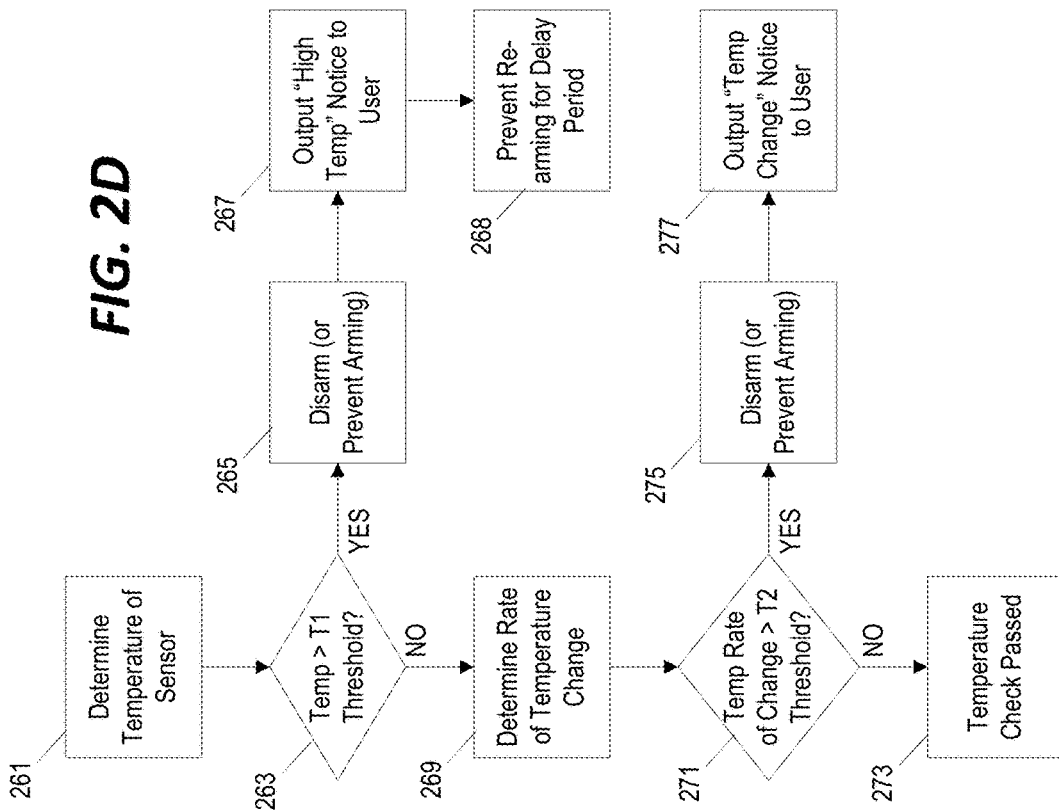 FIG. 2D
261
Determine
Temperature of
Sensor
263
Temp > T1
Threshold?
YES
NO
265
Disarm (or
Prevent Arming)
267
Output "High
Temp" Notice to
User
268
Prevent Re-
arming for Delay
Period
269
Determine Rate
of Temperature
Change
271
Temp Rate
of Change > T2
Threshold?
YES
NO
275
Disarm (or
Prevent Arming)
277
Output "Temp
Change" Notice
to User
273
Temperature
Check Passed